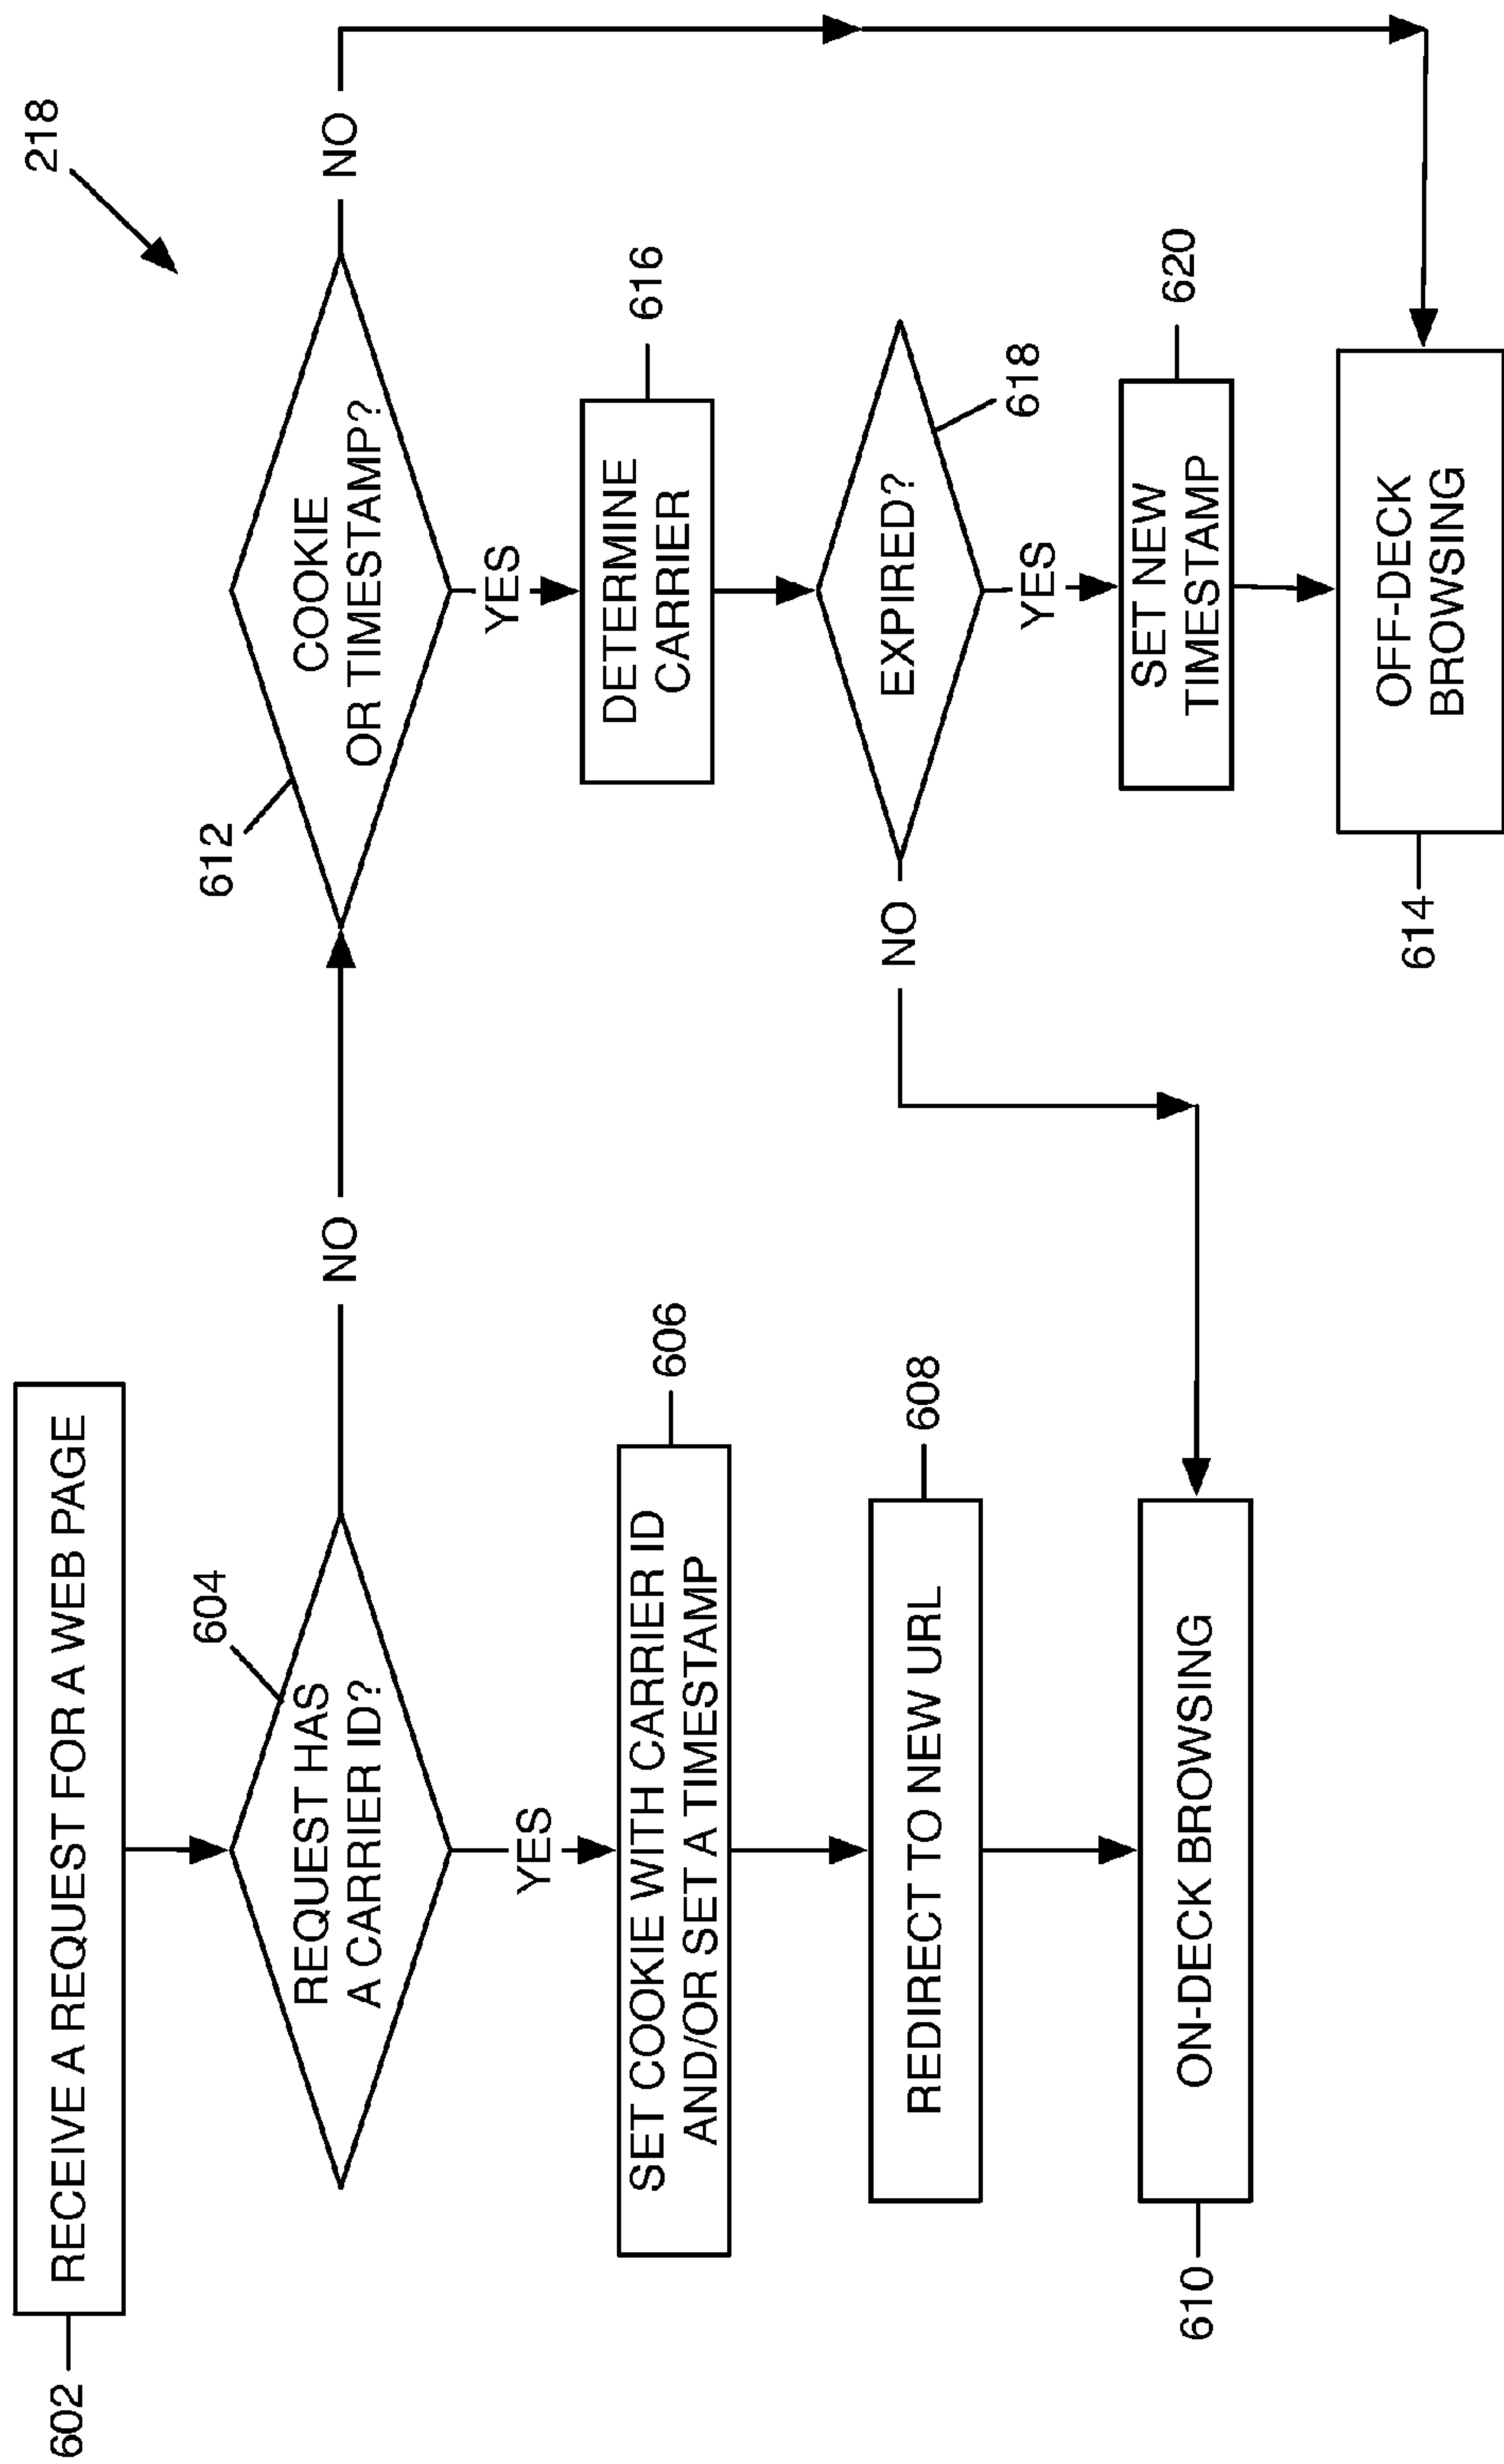 218
602
RECEIVE A REQUEST FOR A WEB PAGE
604
REQUEST HAS
A CARRIER ID?
NO
612
COOKIE
OR TIMESTAMP?
NO
YES
SET COOKIE WITH CARRIER ID
AND/OR SET A TIMESTAMP
606
YES
DETERMINE
CARRIER
616
REDIRECT TO NEW URL
608
NO
EXPIRED?
618
YES
610
ON-DECK BROWSING
SET NEW
TIMESTAMP
620
614
OFF-DECK
BROWSING